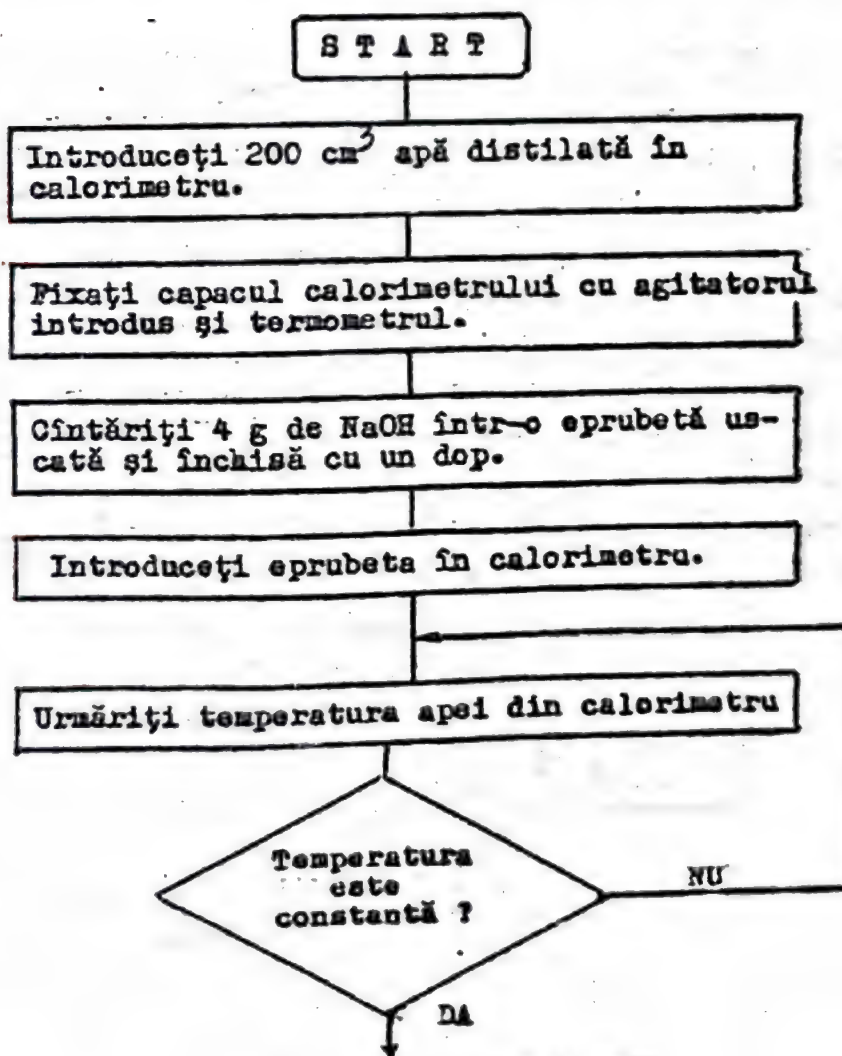 START
Introduceți 200 cm³ apă distilată în
calorimetru.
Fixați capacul calorimetrului cu agitatorul
introdus și termometrul.
Cîntăriți 4 g de NaOH într-o eprubetă us-
cată și închisă cu un dop.
Introduceți eprubeta în calorimetru.
Urmăriți temperatura apei din calorimetru
Temperatura
este
constantă ?
NU
DA